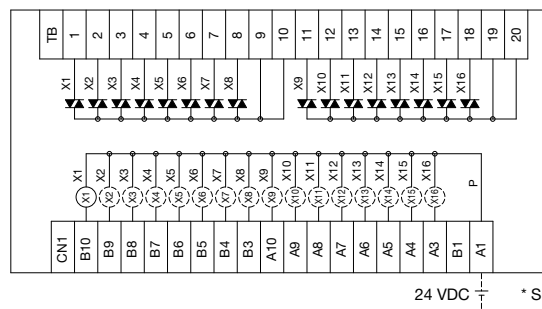 TB 1 2 3 4 5 6 7 8 9 10 11 12 13 14 15 16 17 18 19 20
X1 X2 X3 X4 X5 X6 X7 X8 X9 X10 X11 X12 X13 X14 X15 X16
X1 X2 X3 X4 X5 X6 X7 X8 X9 X10 X11 X12 X13 X14 X15 X16 P
X1 X2 X3 X4 X5 X6 X7 X8 X9 X10 X11 X12 X13 X14 X15 X16
CN1 B10 B9 B8 B7 B6 B5 B4 B3 A10 A9 A8 A7 A6 A5 A4 A3 B1 A1
24 VDC * S